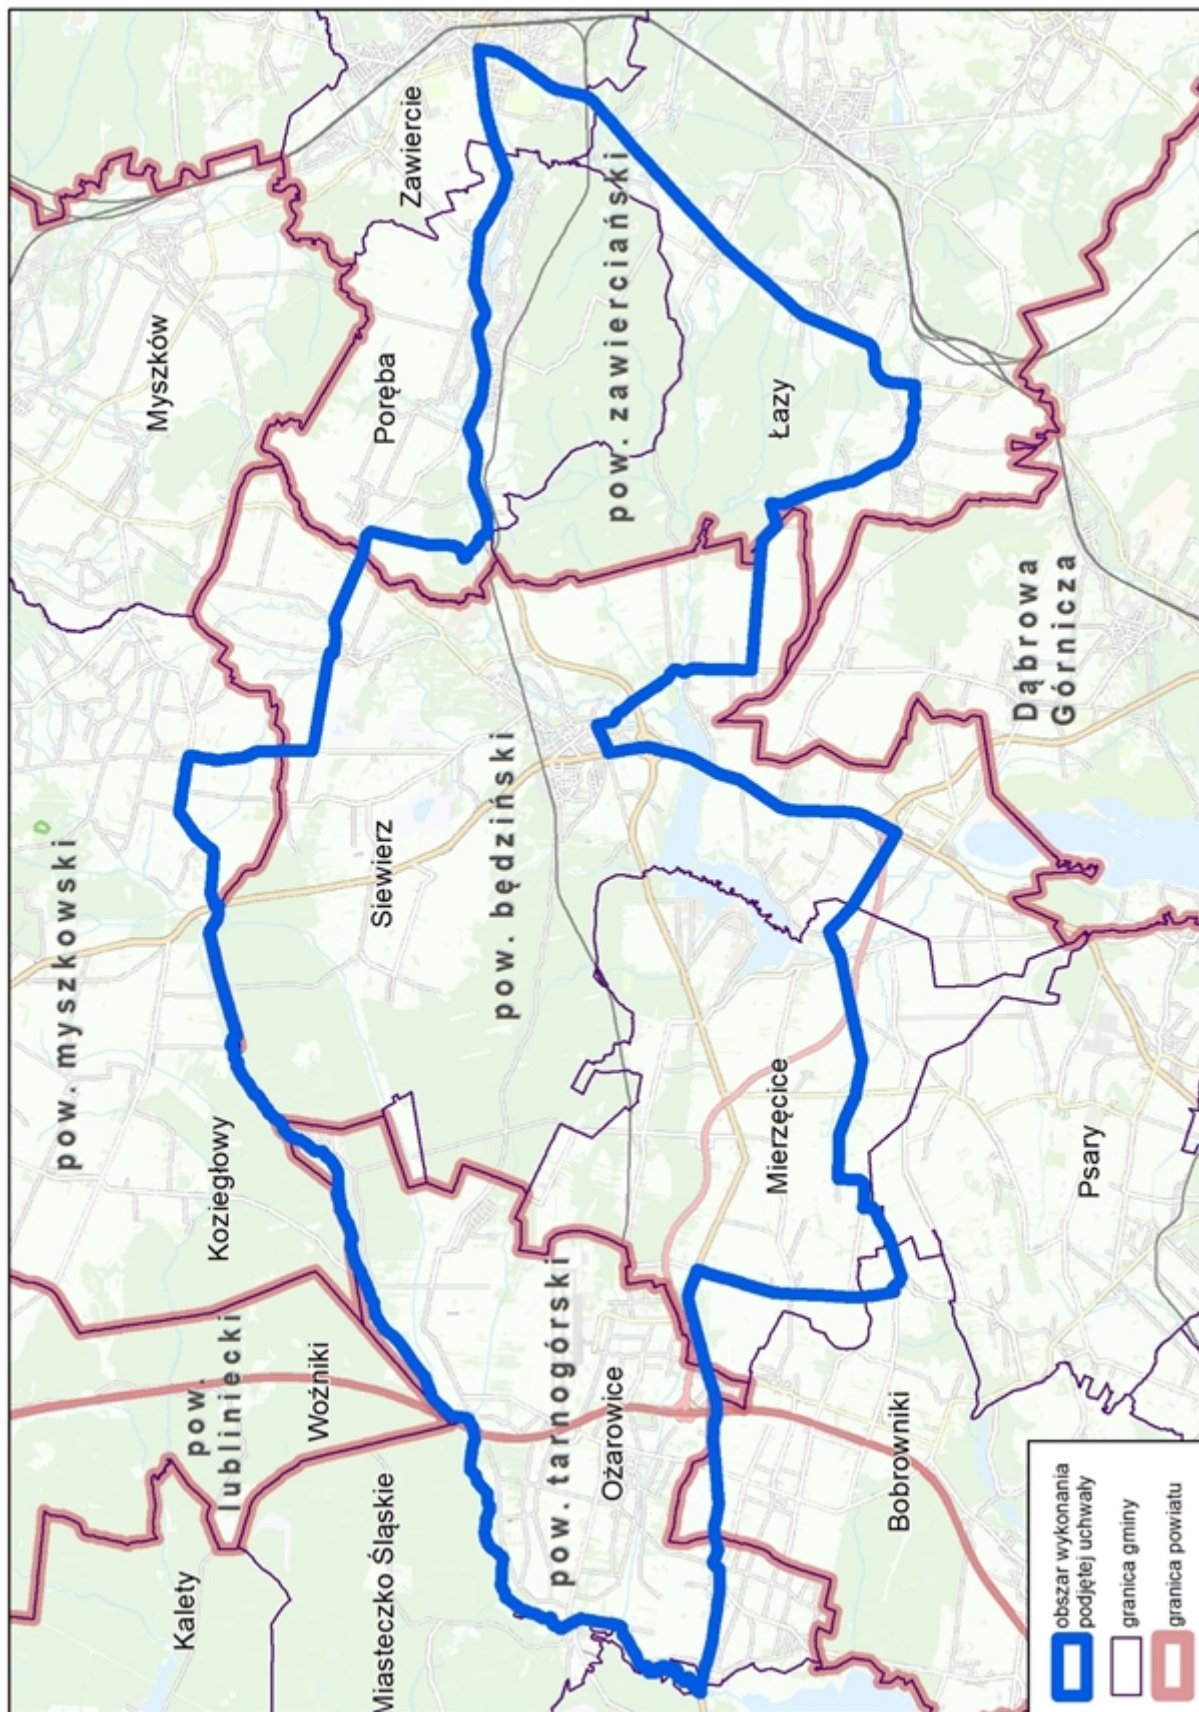 pow. myszkowski
Myszków
Zawiercie
Poręba
pow. zawierciański
Łazy
Koziegłowy
Siewierz
pow. będziński
Dąbrowa
Górnicza
pow.
lubliniecki
Woźniki
Kalety
Miasteczko Śląskie
pow. tarnogórski
Ożarowice
Mierzęcice
Psary
Bobrowniki
obszar wykonania
podjętej uchwały
granica gminy
granica powiatu